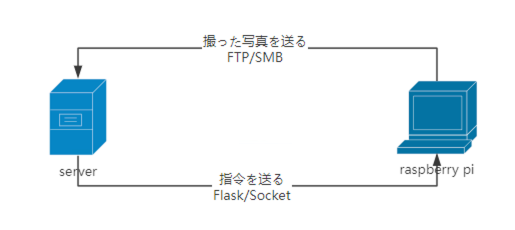 撮った写真を送る
FTP/SMB
server
raspberry pi
指令を送る
Flask/Socket